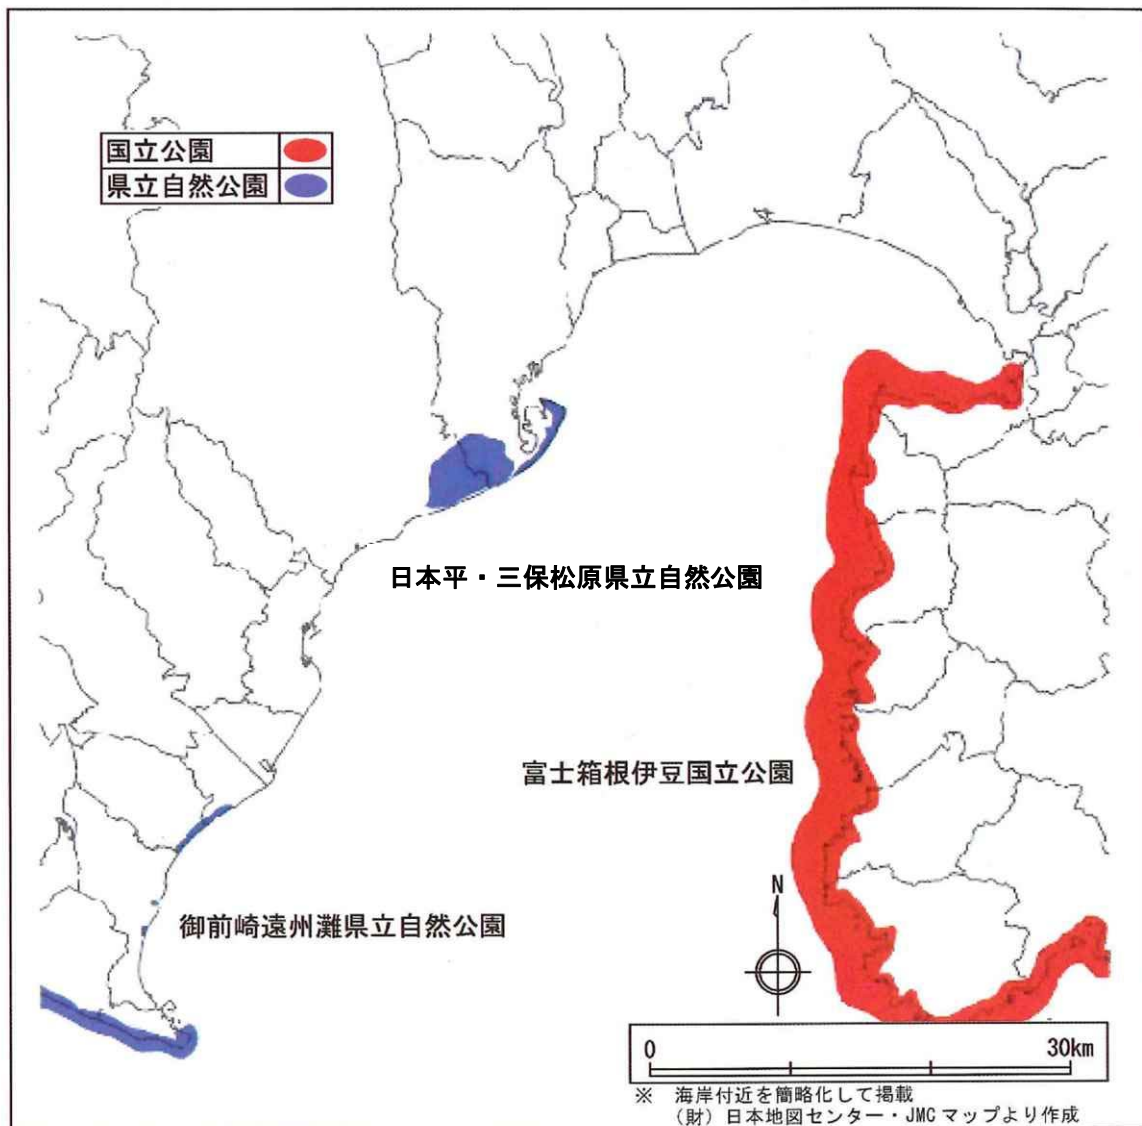 国立公園
県立自然公園
日本平・三保松原県立自然公園
富士箱根伊豆国立公園
御前崎遠州灘県立自然公園
N
0 30km
※ 海岸付近を簡略化して掲載
(財)日本地図センター・JMCマップより作成